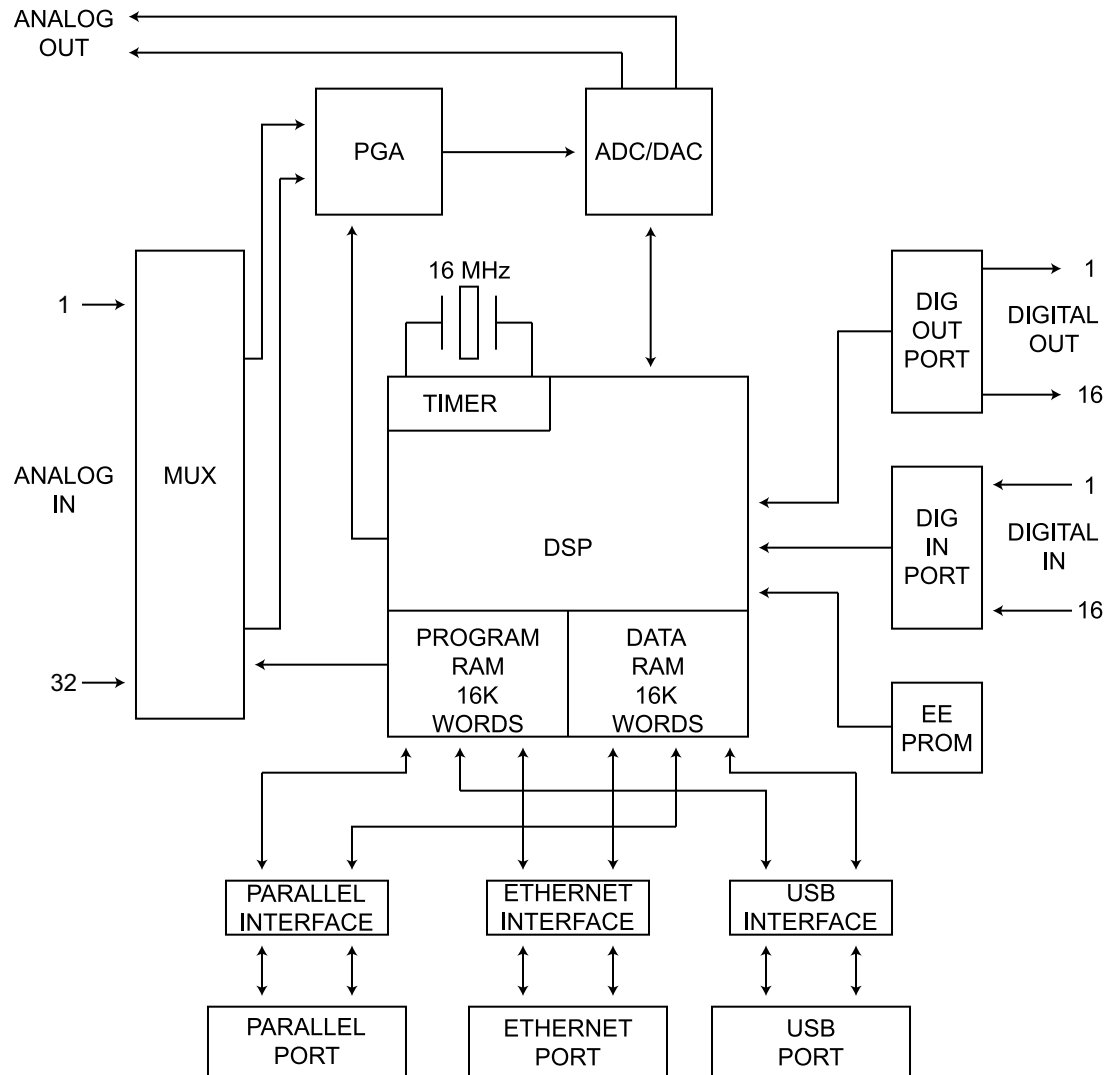 ANALOG
OUT
PGA
ADC/DAC
16 MHz
1
MUX
ANALOG
IN
32
TIMER
DSP
PROGRAM
RAM
16K
WORDS
DATA
RAM
16K
WORDS
DIG
OUT
PORT
1
DIGITAL
OUT
16
DIG
IN
PORT
1
DIGITAL
IN
16
EE
PROM
PARALLEL
INTERFACE
ETHERNET
INTERFACE
USB
INTERFACE
PARALLEL
PORT
ETHERNET
PORT
USB
PORT